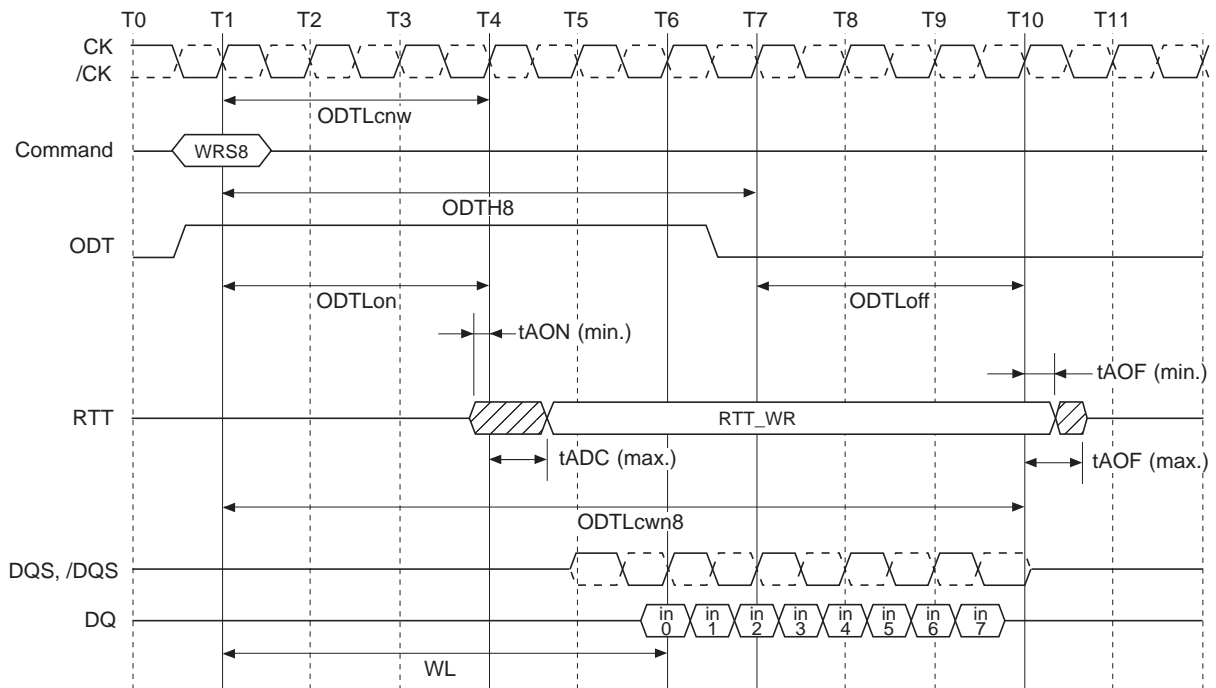 T0 T1 T2 T3 T4 T5 T6 T7 T8 T9 T10 T11
CK
/CK
ODTLcnw
Command
WRS8
ODTH8
ODT
ODTLon
ODTLoff
tAON (min.)
tAOF (min.)
RTT
RTT_WR
tADC (max.)
tAOF (max.)
ODTLcwn8
DQS, /DQS
DQ
in in in in in in in in
0 1 2 3 4 5 6 7
WL